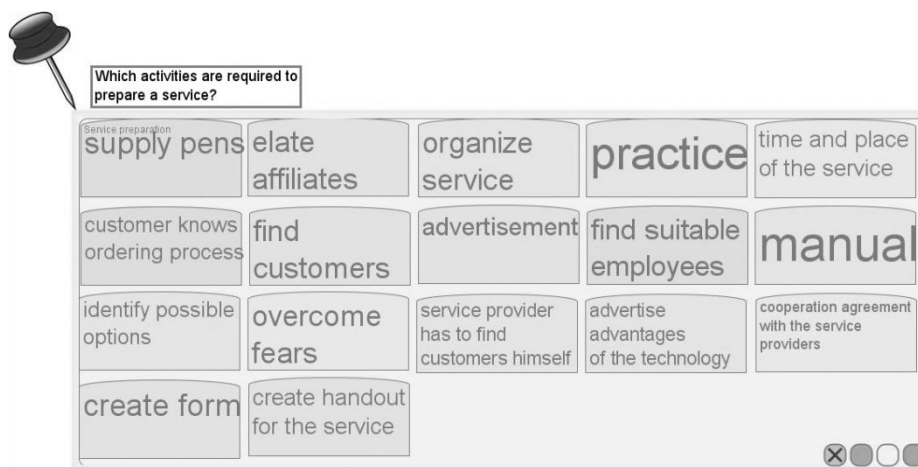 Which activities are required to
prepare a service?
Service preparation
supply pens
elate
affiliates
organize
service
practice
time and place
of the service
customer knows
ordering process
find
customers
advertisement
find suitable
employees
manual
identify possible
options
overcome
fears
service provider
has to find
customers himself
advertise
advantages
of the technology
cooperation agreement
with the service
providers
create form
create handout
for the service